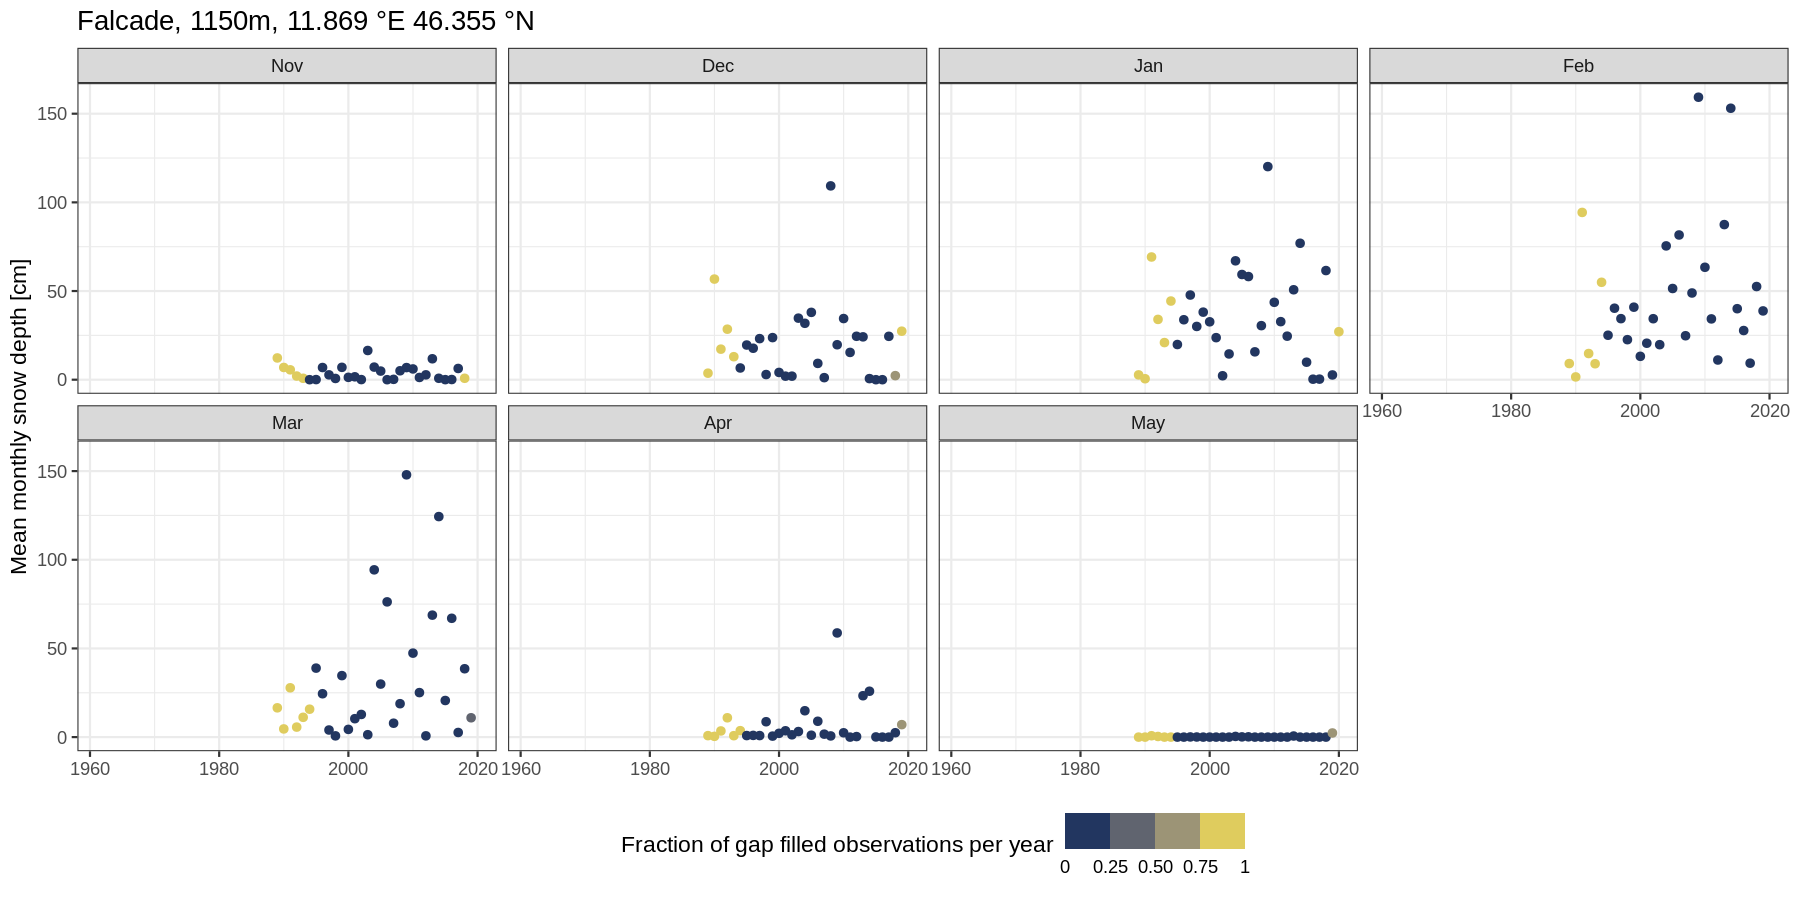 Falcade, 1150m, 11.869 °E 46.355 °N
Nov
Dec
Jan
Feb
150
100
50
0
1960 1980 2000 2020
Mean monthly snow depth [cm]
Mar
Apr
May
150
100
50
0
1960 1980 2000 2020 1960 1980 2000 2020 1960 1980 2000 2020
Fraction of gap filled observations per year
0 0.25 0.50 0.75 1